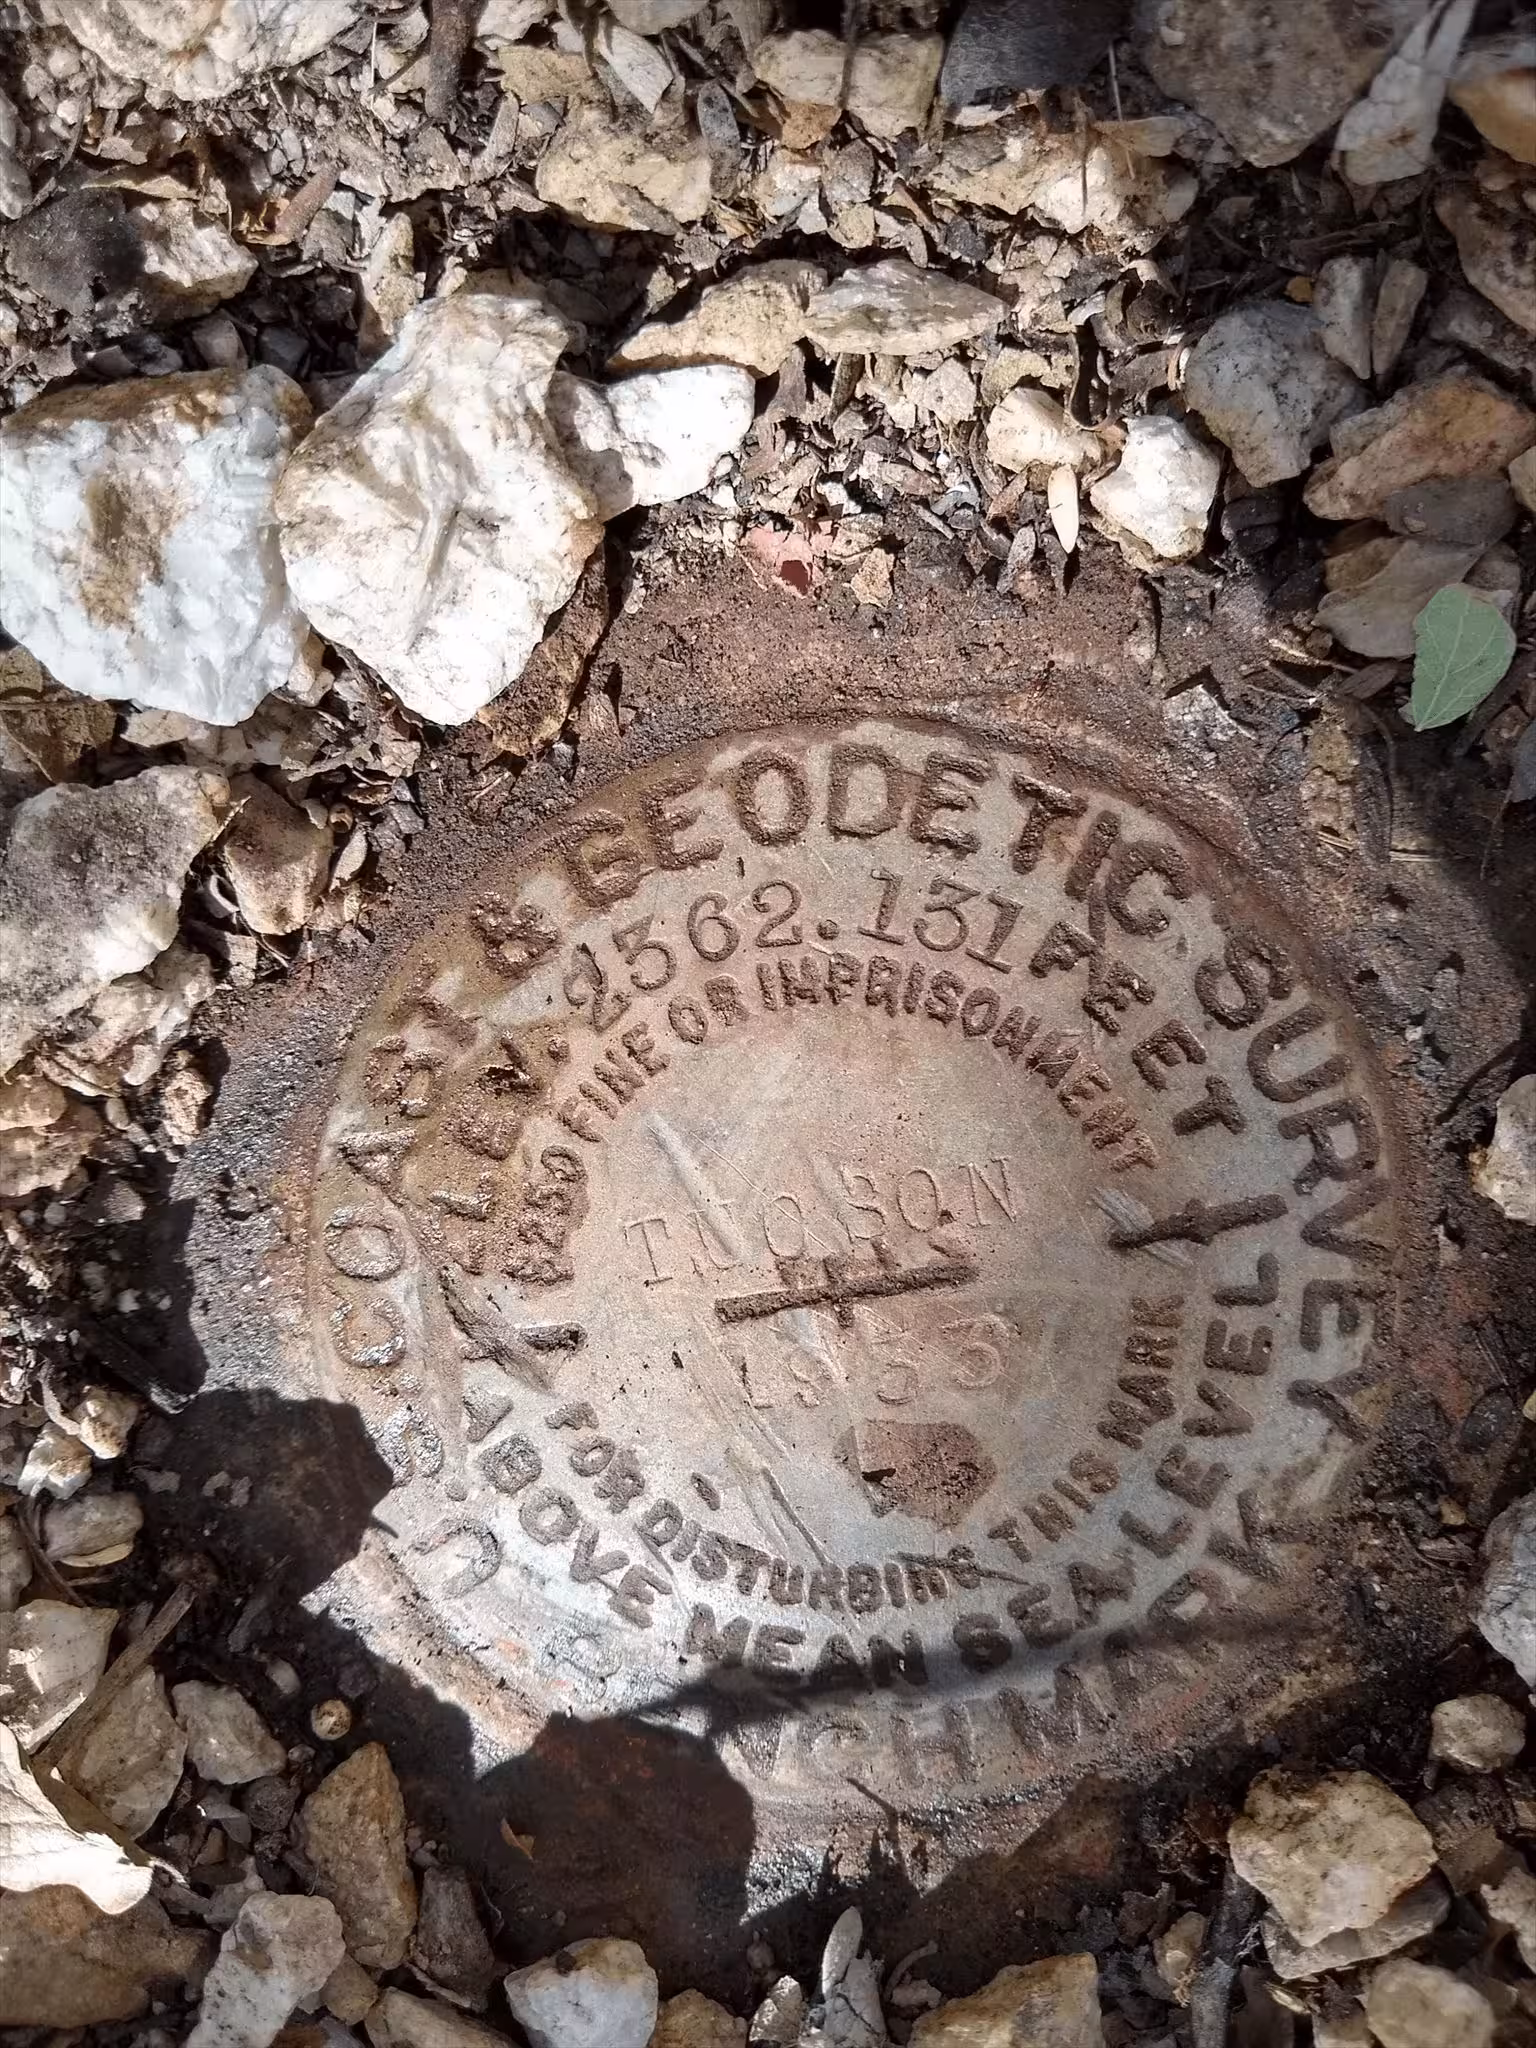 U.S. COAST & GEODETIC SURVEY
BENCH MARK
ELEV. 2362.131 FEET
ABOVE MEAN SEA LEVEL
$250 FINE OR IMPRISONMENT
FOR DISTURBING THIS MARK
TUCSON
1953